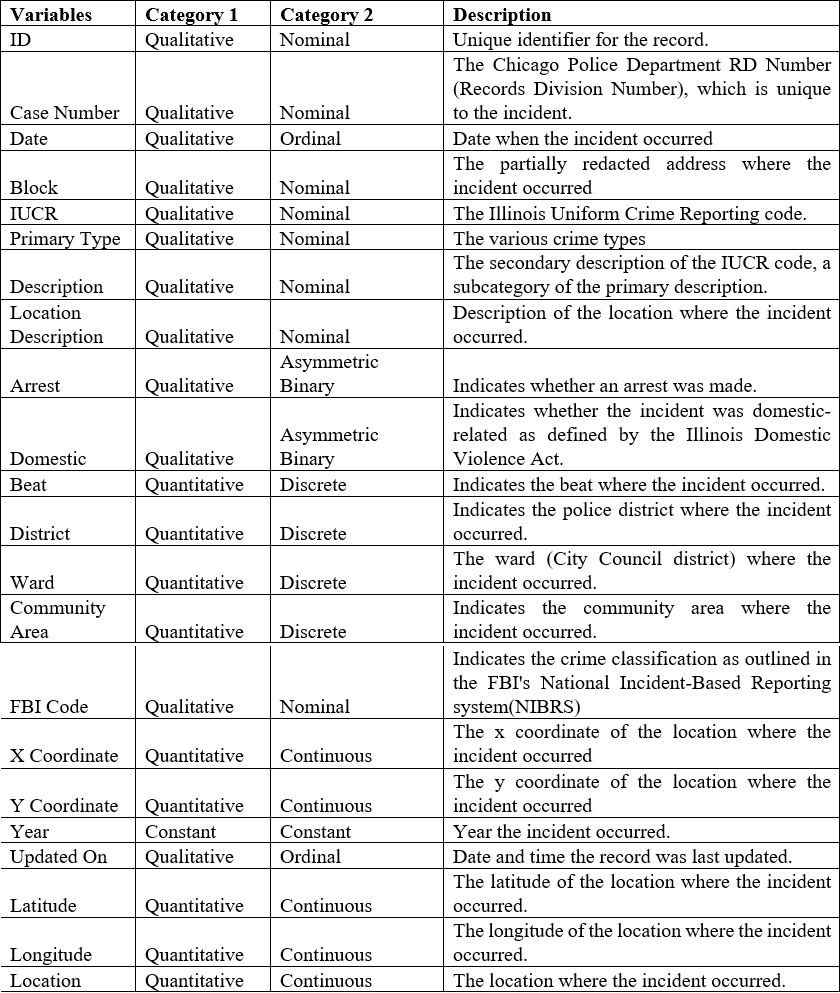 Variables Category 1 Category 2 Description
ID Qualitative Nominal Unique identifier for the record.
The Chicago Police Department RD Number
(Records Division Number), which is unique
Case Number Qualitative Nominal to the incident.
Date Qualitative Ordinal Date when the incident occurred
The partially redacted address where the
Block Qualitative Nominal incident occurred
IUCR Qualitative Nominal The Illinois Uniform Crime Reporting code.
Primary Type Qualitative Nominal The various crime types
The secondary description of the IUCR code, a
Description Qualitative Nominal subcategory of the primary description.
Location Description of the location where the incident
Description Qualitative Nominal occurred.
Asymmetric
Arrest Qualitative Binary Indicates whether an arrest was made.
Indicates whether the incident was domestic-
Asymmetric related as defined by the Illinois Domestic
Domestic Qualitative Binary Violence Act.
Beat Quantitative Discrete Indicates the beat where the incident occurred.
Indicates the police district where the incident
District Quantitative Discrete occurred.
The ward (City Council district) where the
Ward Quantitative Discrete incident occurred.
Community Indicates the community area where the
Area Quantitative Discrete incident occurred.
Indicates the crime classification as outlined in
the FBI's National Incident-Based Reporting
FBI Code Qualitative Nominal system(NIBRS)
The x coordinate of the location where the
X Coordinate Quantitative Continuous incident occurred
The y coordinate of the location where the
Y Coordinate Quantitative Continuous incident occurred
Year Constant Constant Year the incident occurred.
Updated On Qualitative Ordinal Date and time the record was last updated.
The latitude of the location where the incident
Latitude Quantitative Continuous occurred.
The longitude of the location where the incident
Longitude Quantitative Continuous occurred.
Location Quantitative Continuous The location where the incident occurred.